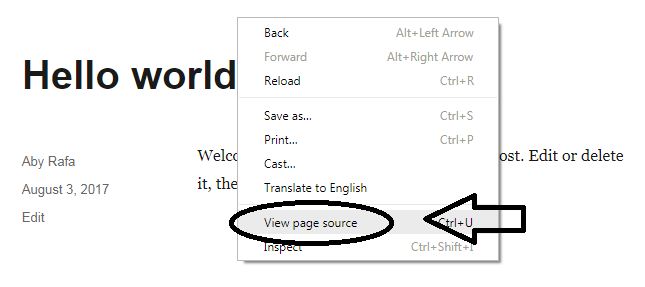 Hello world
Aby Rafa
August 3, 2017
Edit
Welco
ost. Edit or delete
it, the
Back Alt+Left Arrow
Forward Alt+Right Arrow
Reload Ctrl+R
Save as... Ctrl+S
Print... Ctrl+P
Cast...
Translate to English
View page source Ctrl+U
Inspect Ctrl+Shift+I